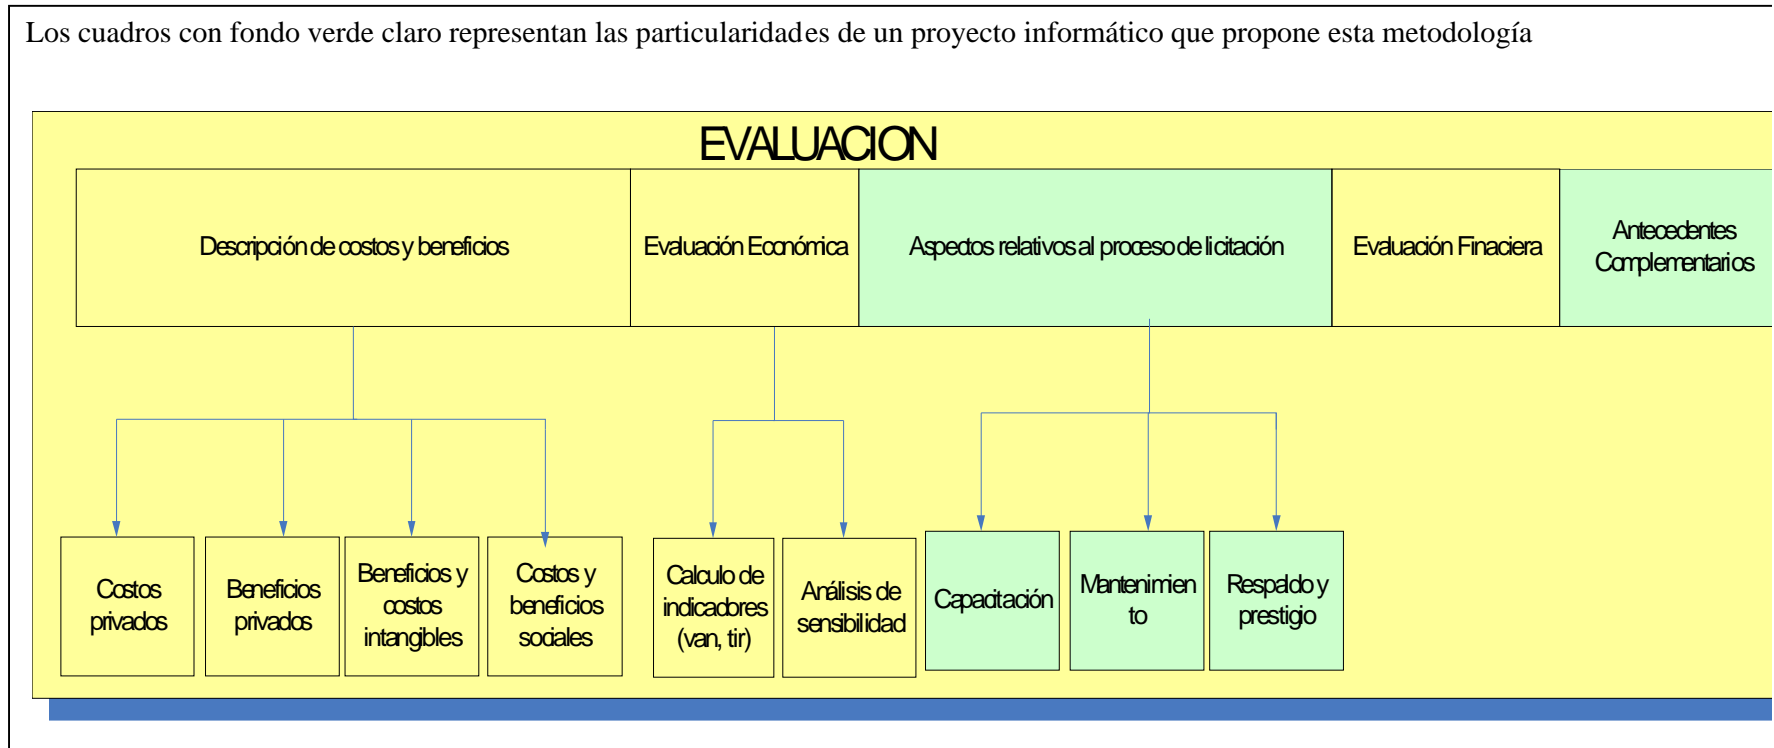 Los cuadros con fondo verde claro representan las particularidades de un proyecto informático que propone esta metodología
EVALUACION
Descripción de costos y beneficios
Evaluación Económica
Aspectos relativos al proceso de licitación
Evaluación Finaciera
Antecedentes
Complementarios
Costos
privados
Beneficios
privados
Beneficios y
costos
intangibles
Costos y
beneficios
sociales
Calculo de
indicadores
(van, tir)
Análisis de
sensibilidad
Capacitación
Mantenimien
to
Respaldo y
prestigio